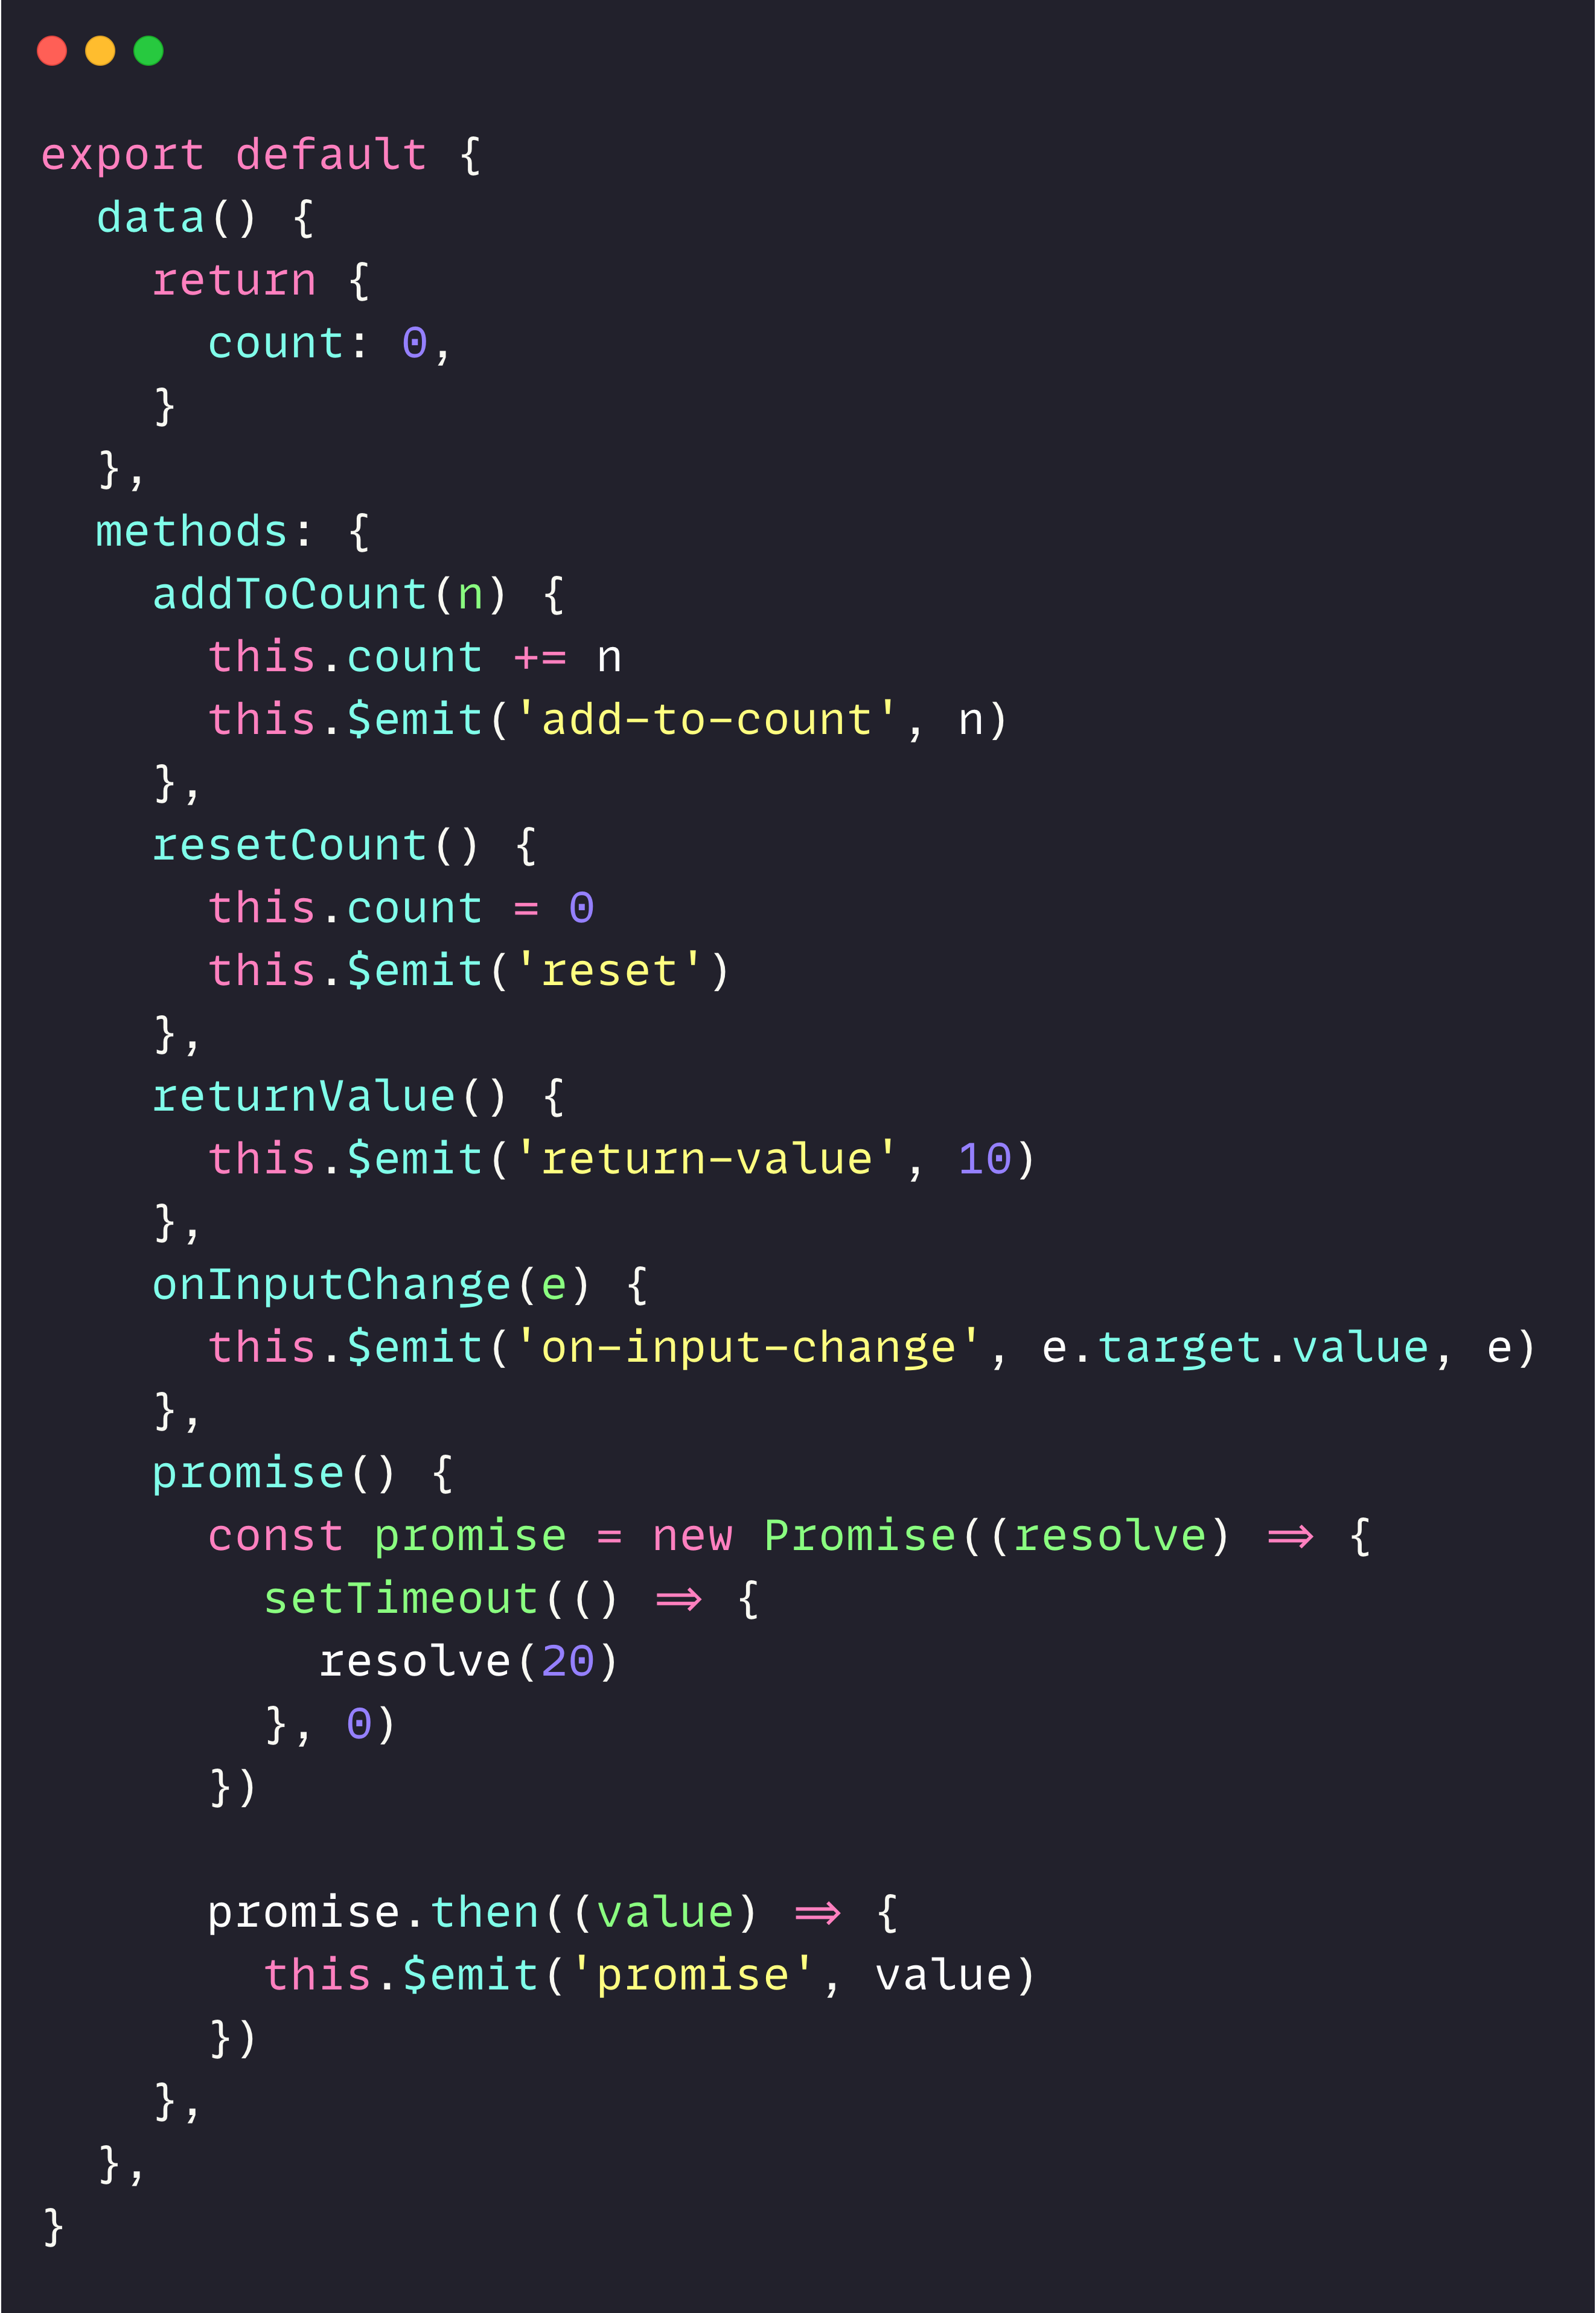 export default {
  data() {
    return {
      count: 0,
    }
  },
  methods: {
    addToCount(n) {
      this.count += n
      this.$emit('add-to-count', n)
    },
    resetCount() {
      this.count = 0
      this.$emit('reset')
    },
    returnValue() {
      this.$emit('return-value', 10)
    },
    onInputChange(e) {
      this.$emit('on-input-change', e.target.value, e)
    },
    promise() {
      const promise = new Promise((resolve) => {
        setTimeout(() => {
          resolve(20)
        }, 0)
      })

      promise.then((value) => {
        this.$emit('promise', value)
      })
    },
  },
}